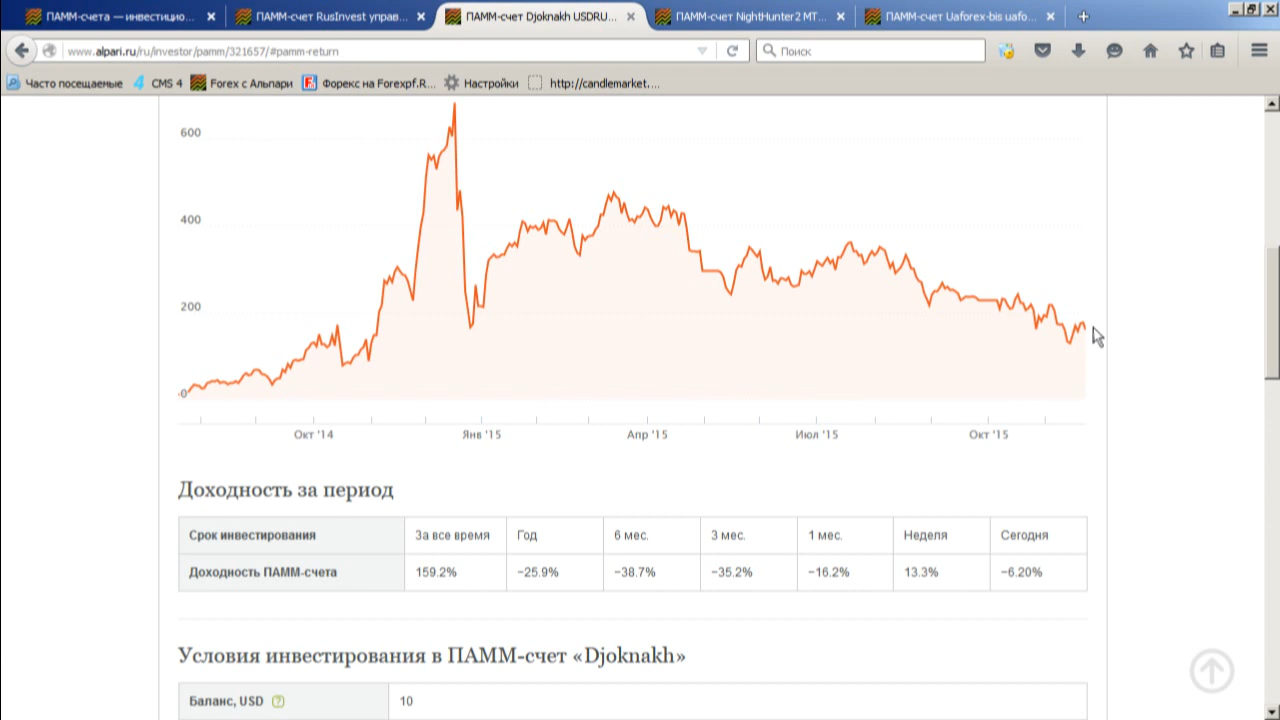 ПАММ-счета — инвестицио...
ПАММ-счет RusInvest управ...
ПАММ-счет Djoknakh USDRU...
ПАММ-счет NightHunter2 MT...
ПАММ-счет Uaforex-bis uafo...
www.alpari.ru/ru/investor/pamm/321657/#pamm-return
Поиск
Часто посещаемые
CMS 4
Forex с Альпари
Форекс на Forexpf.R...
Настройки
http://candlemarket....
600
400
200
0
Окт '14 Янв '15 Апр '15 Июл '15 Окт '15
Доходность за период
Срок инвестирования За все время Год 6 мес. 3 мес. 1 мес. Неделя Сегодня
Доходность ПАММ-счета 159.2% −25.9% −38.7% −35.2% −16.2% 13.3% −6.20%
Условия инвестирования в ПАММ-счет «Djoknakh»
Баланс, USD ? 10